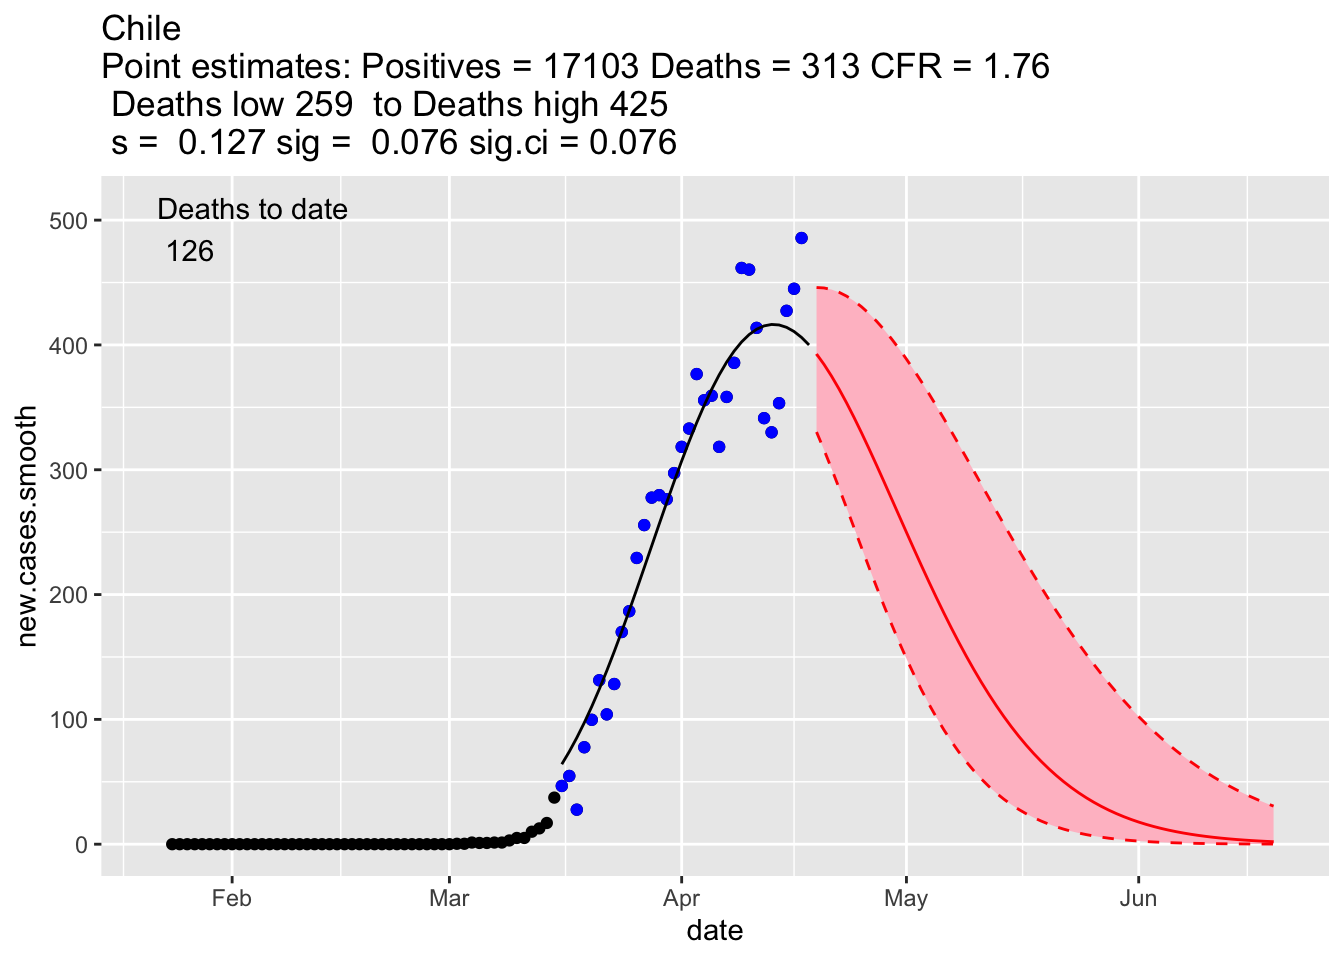 Chile
Point estimates: Positives = 17103 Deaths = 313 CFR = 1.76
Deaths low 259  to Deaths high 425
s =  0.127 sig =  0.076 sig.ci = 0.076
Deaths to date
126
500
400
300
200
100
0
new.cases.smooth
Feb Mar Apr May Jun
date